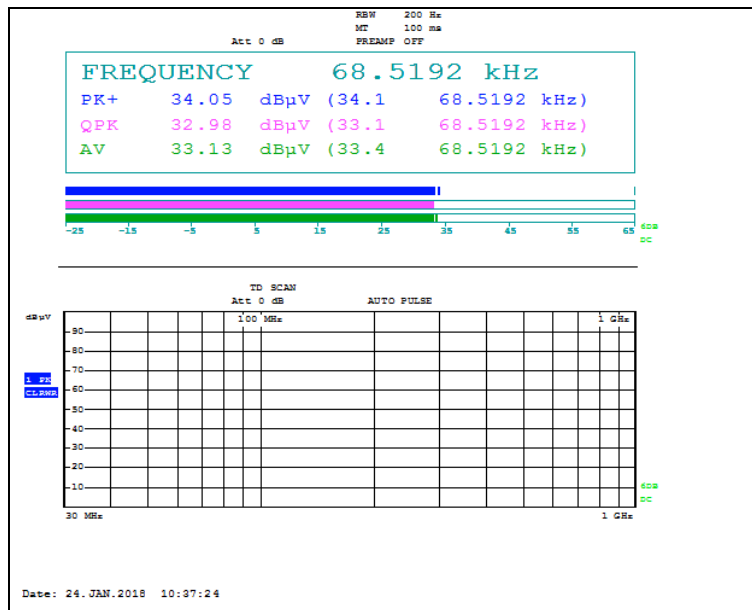 RBW 200 Hz
MT 100 ms
Att 0 dB PREAMP OFF
FREQUENCY 68.5192 kHz
PK+ 34.05 dBµV (34.1 68.5192 kHz)
QPK 32.98 dBµV (33.1 68.5192 kHz)
AV 33.13 dBµV (33.4 68.5192 kHz)
-25 -15 -5 5 15 25 35 45 55 65
6DB
DC
TD SCAN
Att 0 dB AUTO PULSE
dBµV
100 MHz 1 GHz
90
80
70
1 PK
CLRWR
60
50
40
30
20
10
6DB
DC
30 MHz 1 GHz
Date: 24.JAN.2018 10:37:24